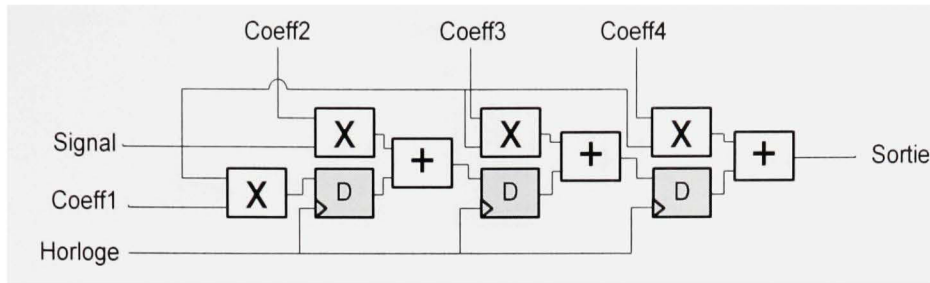 Coeff2 Coeff3 Coeff4
X X X
Signal + + + Sortie
X D D D
Coeff1
Horloge